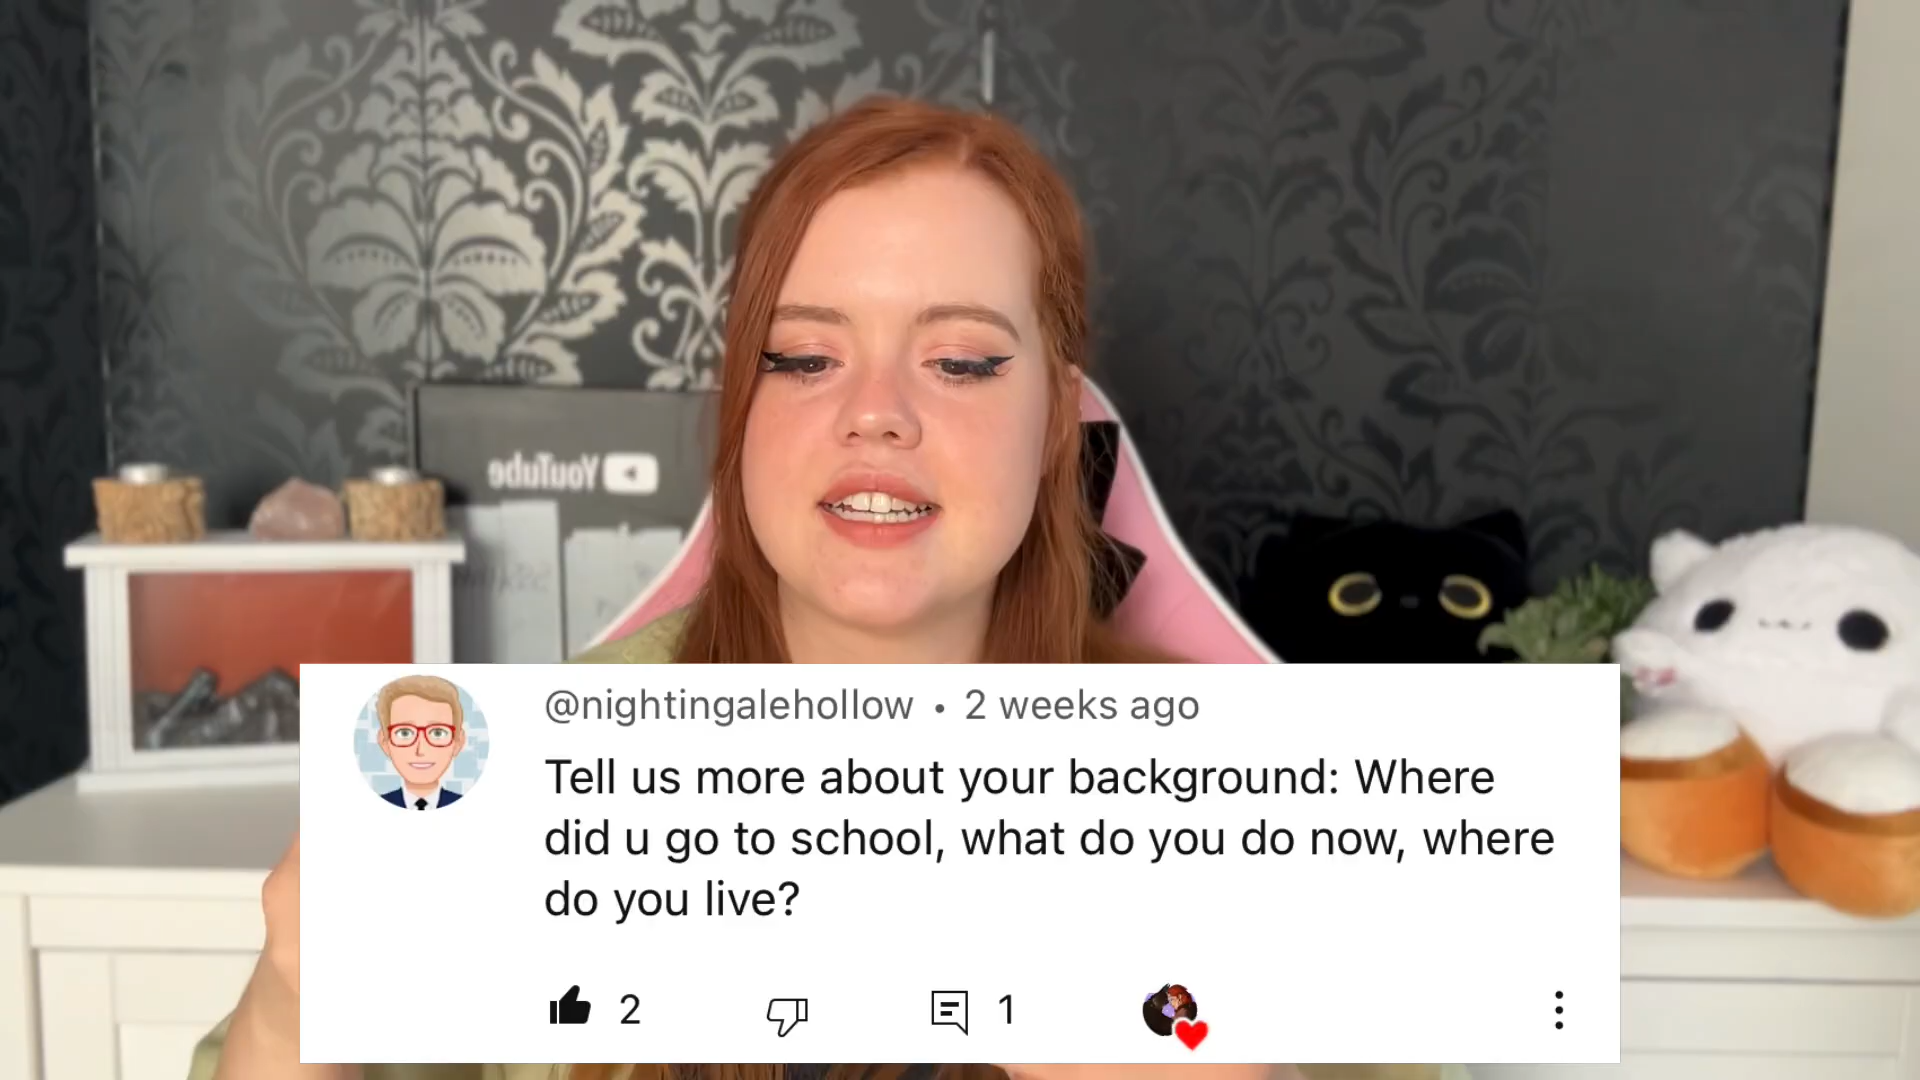 YouTube
@nightingalehollow • 2 weeks ago
Tell us more about your background: Where
did u go to school, what do you do now, where
do you live?
2
1